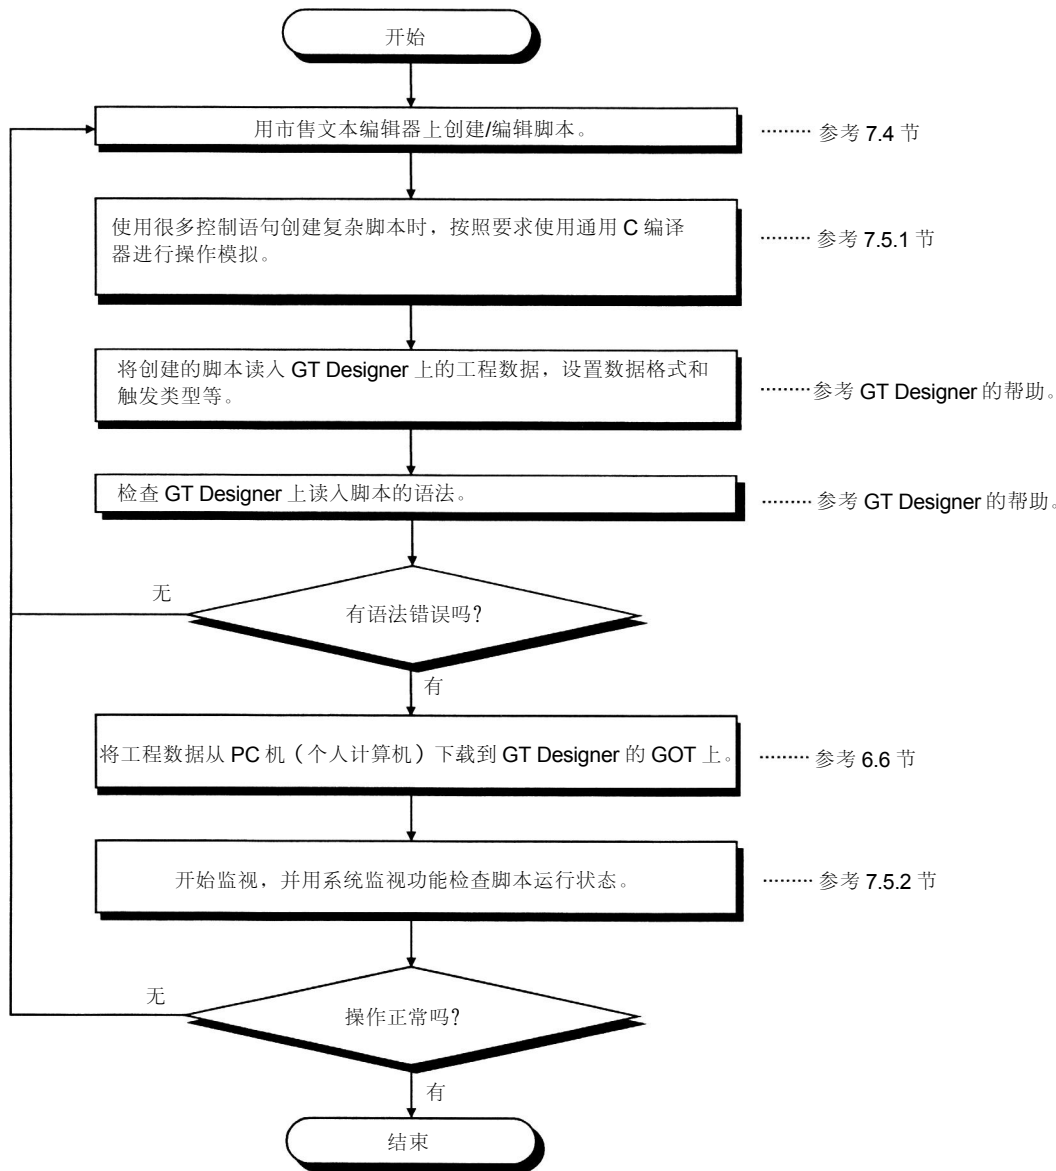 开始
用市售文本编辑器上创建/编辑脚本。
········ 参考 7.4 节
使用很多控制语句创建复杂脚本时，按照要求使用通用 C 编译
器进行操作模拟。
········ 参考 7.5.1 节
将创建的脚本读入 GT Designer 上的工程数据，设置数据格式和
触发类型等。
········参考 GT Designer 的帮助。
检查 GT Designer 上读入脚本的语法。
········ 参考 GT Designer 的帮助。
无
有语法错误吗？
有
将工程数据从 PC 机（个人计算机）下载到 GT Designer 的 GOT 上。
········ 参考 6.6 节
开始监视，并用系统监视功能检查脚本运行状态。
········ 参考 7.5.2 节
无
操作正常吗？
有
结束